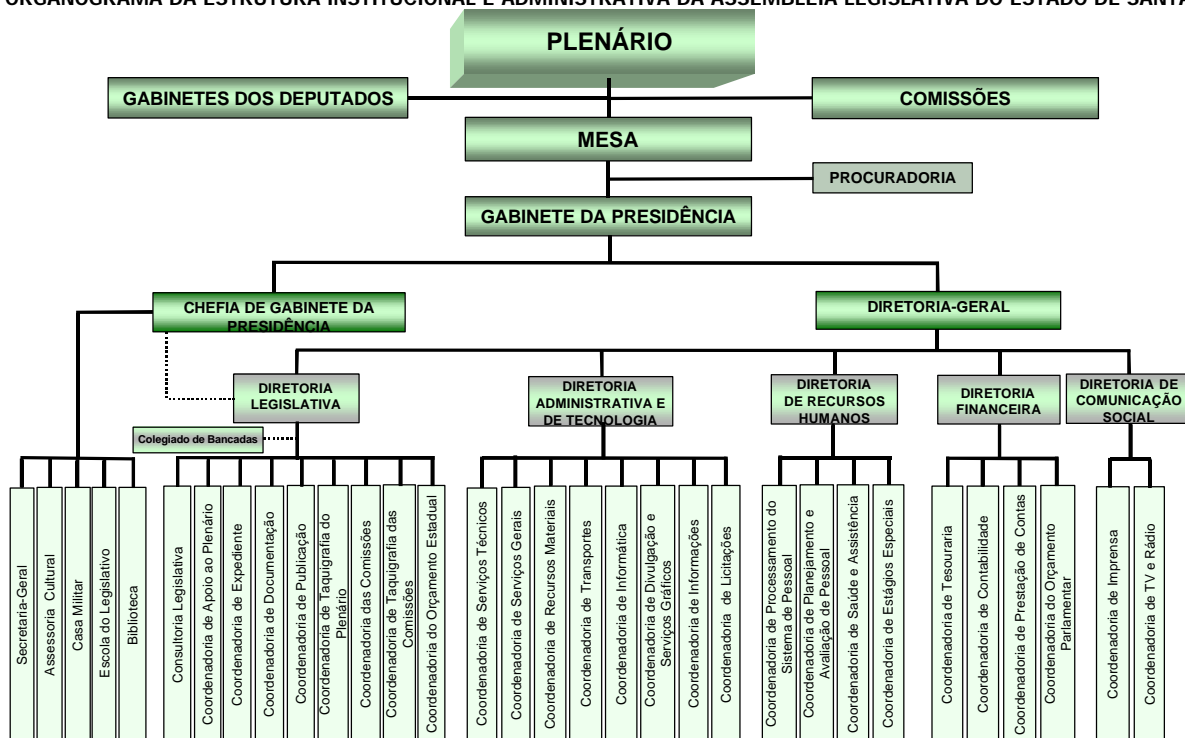 ORGANOGRAMA DA ESTRUTURA INSTITUCIONAL E ADMINISTRATIVA DA ASSEMBLEIA LEGISLATIVA DO ESTADO DE SANTA
PLENÁRIO
GABINETES DOS DEPUTADOS
COMISSÕES
MESA
PROCURADORIA
GABINETE DA PRESIDÊNCIA
CHEFIA DE GABINETE DA
PRESIDÊNCIA
DIRETORIA-GERAL
DIRETORIA
LEGISLATIVA
DIRETORIA
ADMINISTRATIVA E
DE TECNOLOGIA
DIRETORIA
DE RECURSOS
HUMANOS
DIRETORIA
FINANCEIRA
DIRETORIA DE
COMUNICAÇÃO
SOCIAL
Colegiado de Bancadas
Secretaria-Geral
Assessoria Cultural
Casa Militar
Escola do Legislativo
Biblioteca
Consultoria Legislativa
Coordenadoria de Apoio ao Plenário
Coordenadoria de Expediente
Coordenadoria de Documentação
Coordenadoria de Publicação
Coordenadoria de Taquigrafia do
Plenário
Coordenadoria das Comissões
Coordenadoria de Taquigrafia das
Comissões
Coordenadoria do Orçamento Estadual
Coordenadoria de Serviços Técnicos
Coordenadoria de Serviços Gerais
Coordenadoria de Recursos Materiais
Coordenadoria de Transportes
Coordenadoria de Informática
Coordenadoria de Divulgação e
Serviços Gráficos
Coordenadoria de Informações
Coordenadoria de Licitações
Coordenadoria de Processamento do
Sistema de Pessoal
Coordenadoria de Planejamento e
Avaliação de Pessoal
Coordenadoria de Saúde e Assistência
Coordenadoria de Estágios Especiais
Coordenadoria de Tesouraria
Coordenadoria de Contabilidade
Coordenadoria de Prestação de Contas
Coordenadoria do Orçamento
Parlamentar
Coordenadoria de Imprensa
Coordenadoria de TV e Rádio